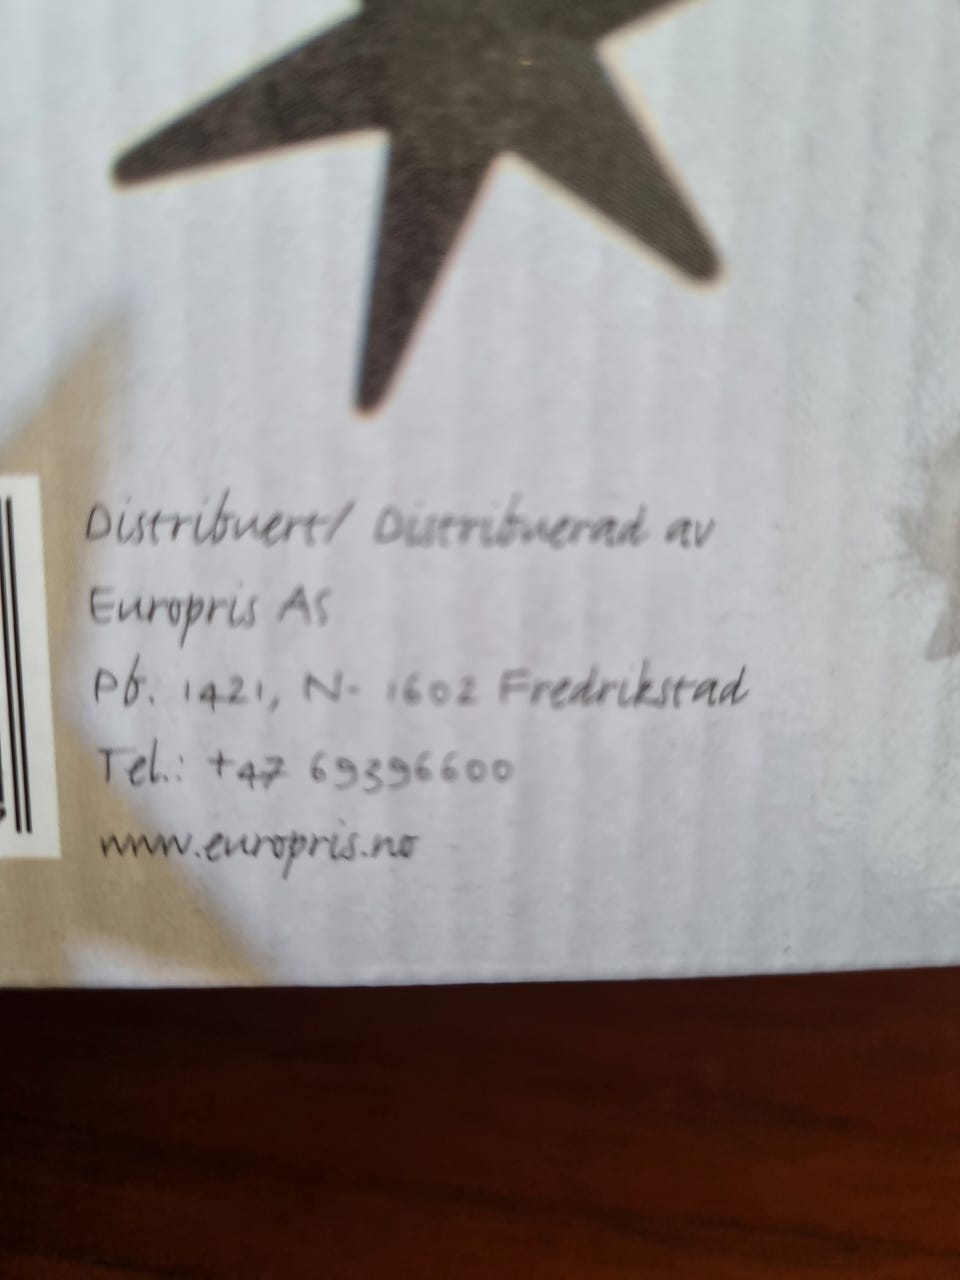 Distribuert/ Distribuerad av
Europris AS
Pb. 1421, N- 1602 Fredrikstad
Tel.: +47 69396600
www.europris.no